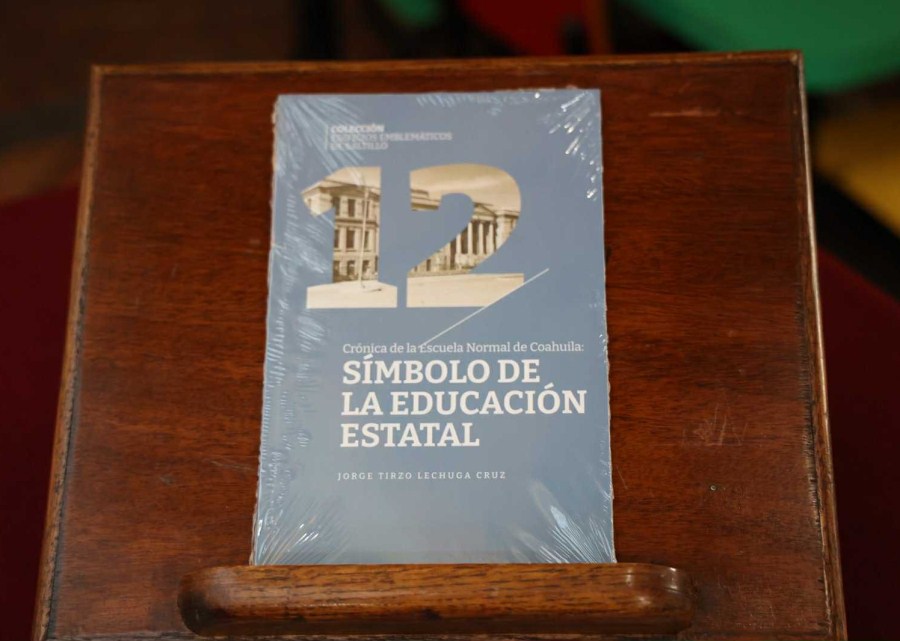 COLECCIÓN
EDIFICIOS EMBLEMÁTICOS
DE SALTILLO
12
Crónica de la Escuela Normal de Coahuila:
SÍMBOLO DE
LA EDUCACIÓN
ESTATAL
JORGE TIRZO LECHUGA CRUZ